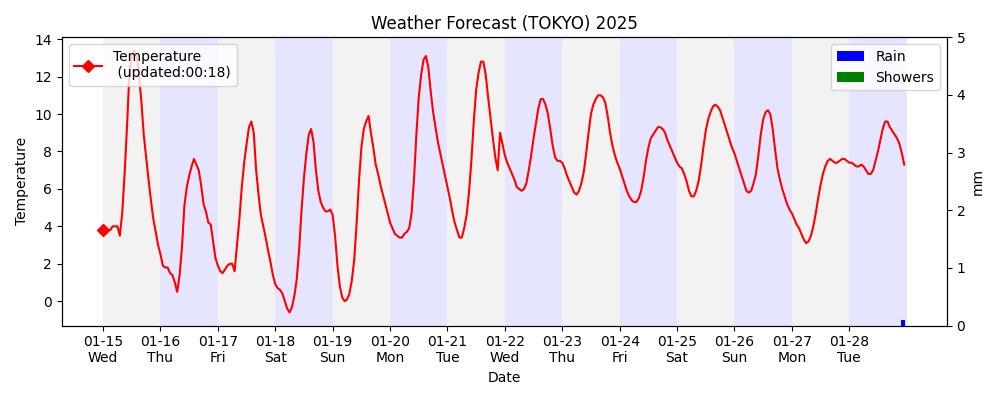 Weather Forecast (TOKYO) 2025
Temperature
(updated:00:18)
Rain
Showers
Temperature
14
12
10
8
6
4
2
0
5
4
3
2
1
0
mm
01-15 01-16 01-17 01-18 01-19 01-20 01-21 01-22 01-23 01-24 01-25 01-26 01-27 01-28
Wed Thu Fri Sat Sun Mon Tue Wed Thu Fri Sat Sun Mon Tue
Date